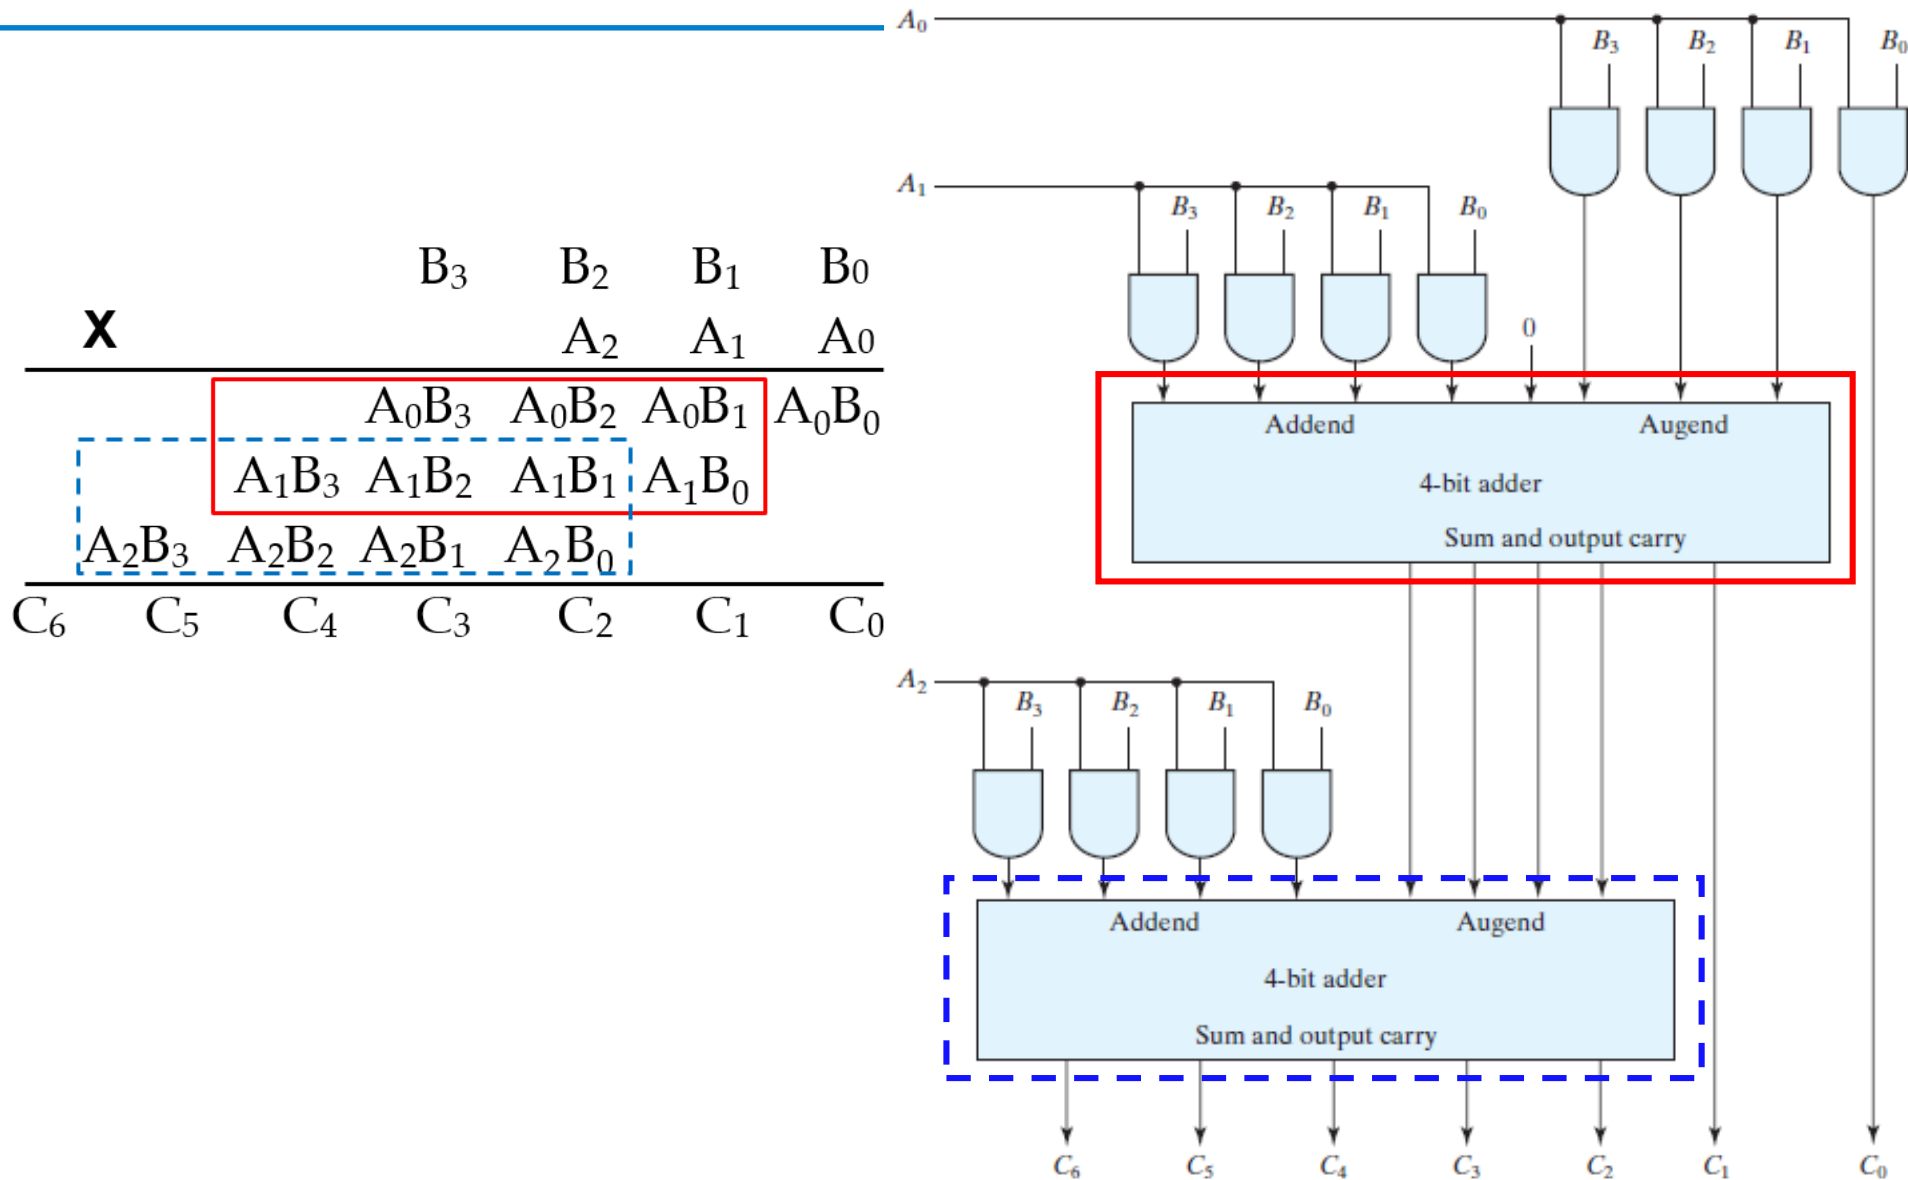 B₃ B₂ B₁ B₀
X A₂ A₁ A₀
A₀B₃ A₀B₂ A₀B₁ A₀B₀
A₁B₃ A₁B₂ A₁B₁ A₁B₀
A₂B₃ A₂B₂ A₂B₁ A₂B₀
C₆ C₅ C₄ C₃ C₂ C₁ C₀
A₀
B₃ B₂ B₁ B₀
A₁
B₃ B₂ B₁ B₀
0
Addend Augend
4-bit adder
Sum and output carry
A₂
B₃ B₂ B₁ B₀
Addend Augend
4-bit adder
Sum and output carry
C₆ C₅ C₄ C₃ C₂ C₁ C₀